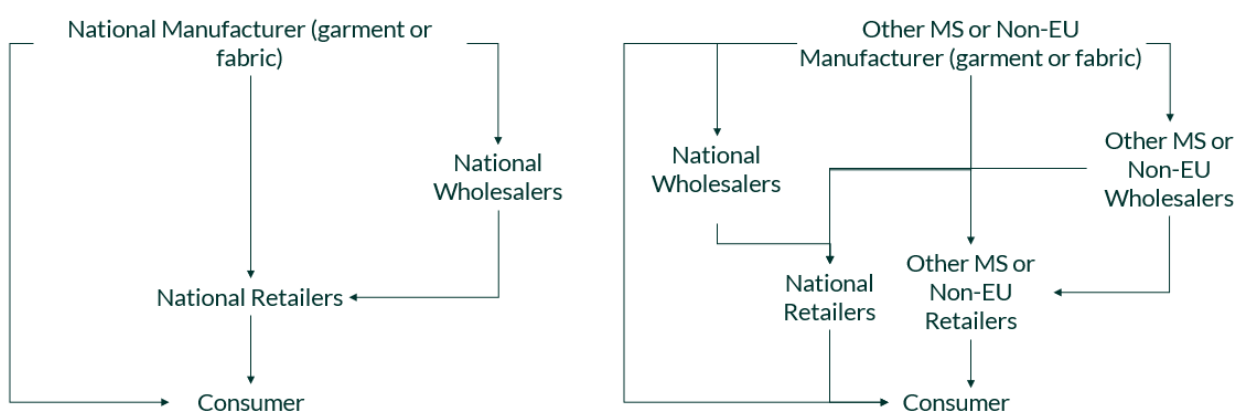 National Manufacturer (garment or
fabric)
National
Wholesalers
National Retailers
Consumer
Other MS or Non-EU
Manufacturer (garment or fabric)
National
Wholesalers
Other MS or
Non-EU
Wholesalers
National
Retailers
Other MS or
Non-EU
Retailers
Consumer